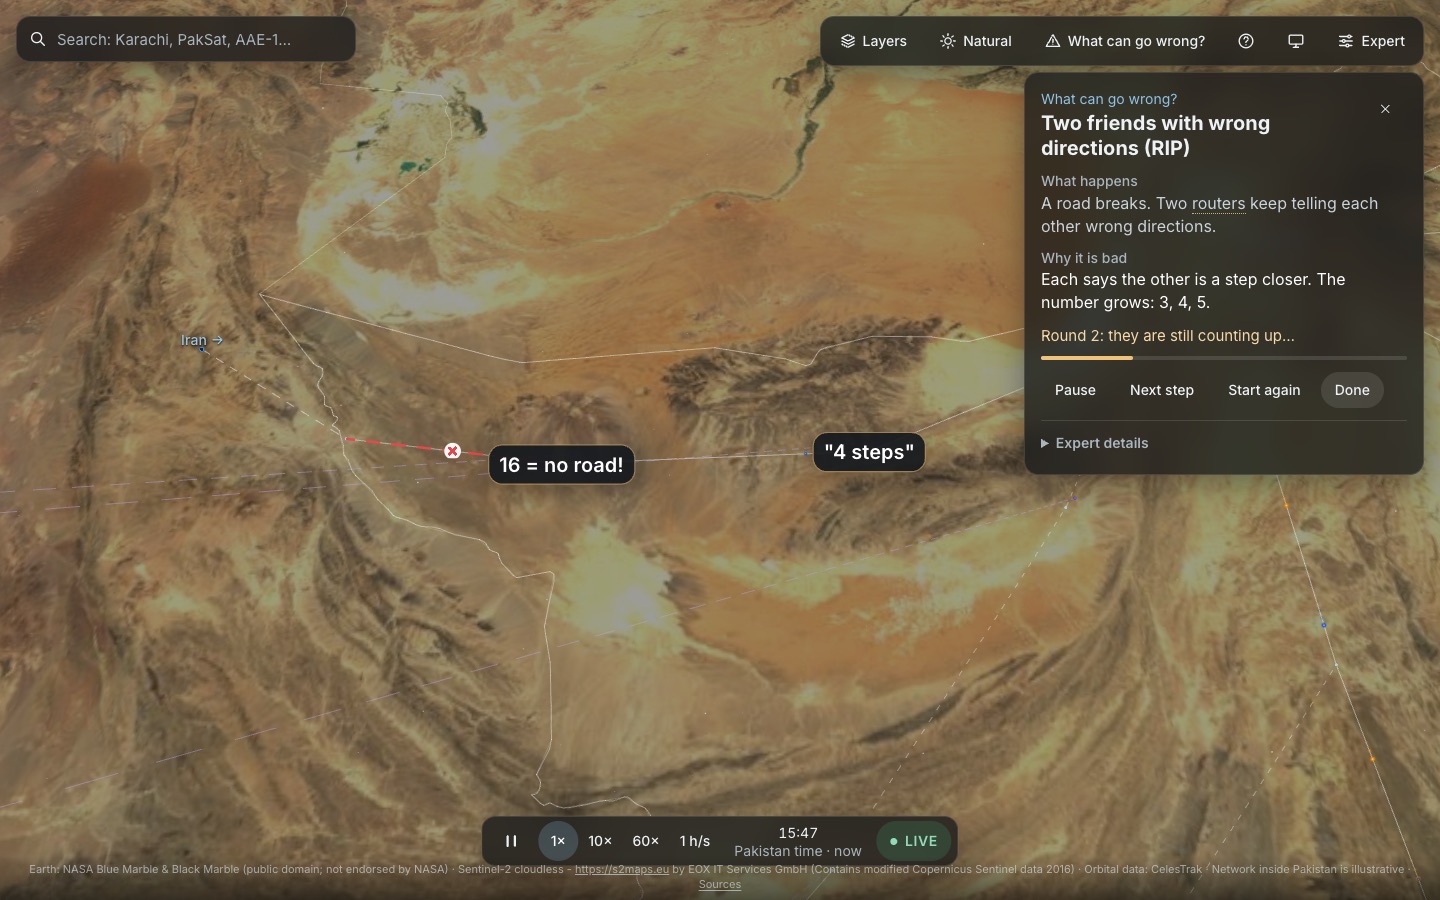 Search: Karachi, PakSat, AAE-1...
Layers
Natural
What can go wrong?
Expert
What can go wrong?
Two friends with wrong
directions (RIP)
What happens
A road breaks. Two routers keep telling each
other wrong directions.
Why it is bad
Each says the other is a step closer. The
number grows: 3, 4, 5.
Round 2: they are still counting up...
Pause
Next step
Start again
Done
Expert details
Iran →
16 = no road!
"4 steps"
1×
10×
60×
1 h/s
15:47
Pakistan time · now
LIVE
Earth: NASA Blue Marble & Black Marble (public domain; not endorsed by NASA) · Sentinel-2 cloudless - https://s2maps.eu by EOX IT Services GmbH (Contains modified Copernicus Sentinel data 2016) · Orbital data: CelesTrak · Network inside Pakistan is illustrative ·
Sources